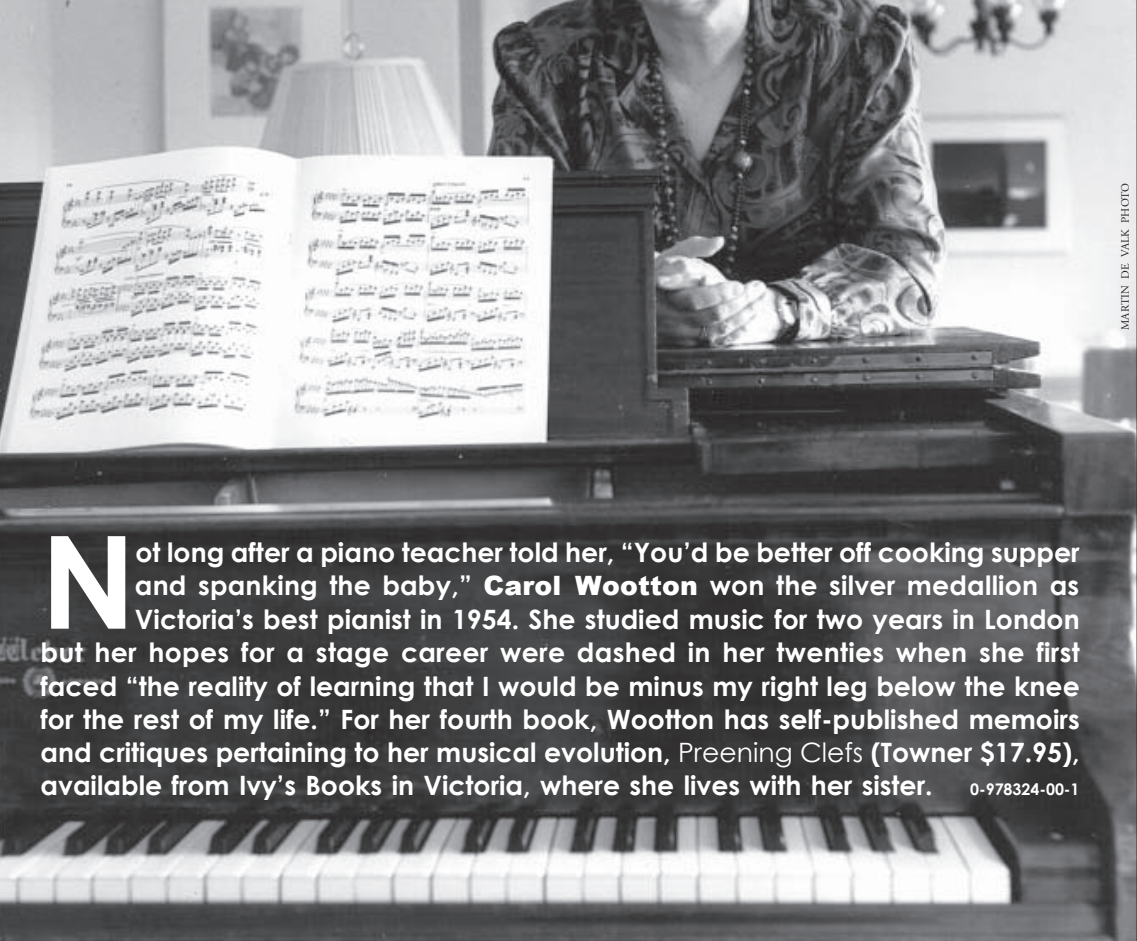 MARTIN DE VALK PHOTO
Not long after a piano teacher told her, “You’d be better off cooking supper
and spanking the baby,” Carol Wootton won the silver medallion as
Victoria’s best pianist in 1954. She studied music for two years in London
but her hopes for a stage career were dashed in her twenties when she first
faced “the reality of learning that I would be minus my right leg below the knee
for the rest of my life.” For her fourth book, Wootton has self-published memoirs
and critiques pertaining to her musical evolution, Preening Clefs (Towner $17.95),
available from Ivy’s Books in Victoria, where she lives with her sister. 0-978324-00-1